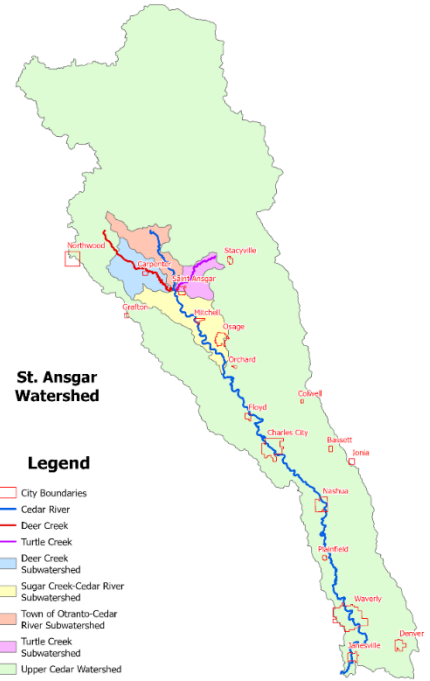 Northwood
Stacyville
Carpenter
Saint Ansgar
Grafton
Mitchell
Osage
Orchard
St. Ansgar
Watershed
Colwell
Floyd
Charles City
Bassett
Ionia
Legend
City Boundaries
Nashua
Cedar River
Deer Creek
Turtle Creek
Plainfield
Deer Creek
Subwatershed
Sugar Creek-Cedar River
Subwatershed
Town of Otranto-Cedar
River Subwatershed
Waverly
Turtle Creek
Subwatershed
Janesville
Denver
Upper Cedar Watershed